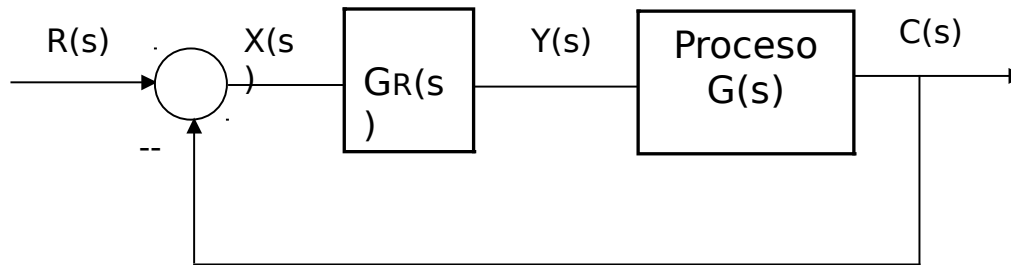 R(s)
X(s
)
GR(s
)
Y(s)
Proceso
G(s)
C(s)
--